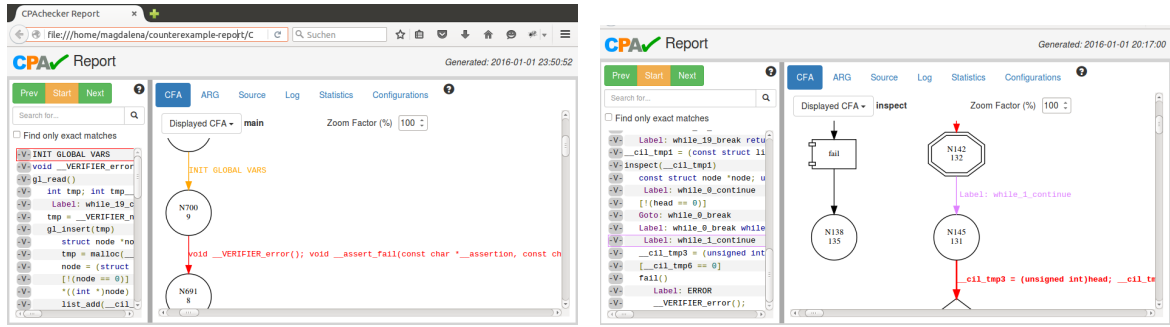 CPAchecker Report
file:///home/magdalena/counterexample-report/C
Suchen
CPA Report
Generated: 2016-01-01 23:50:52
Prev Start Next
CFA ARG Source Log Statistics Configurations
Search for...
Displayed CFA main Zoom Factor (%) 100
Find only exact matches
-V- INIT GLOBAL VARS
-V- void __VERIFIER_error
-V- gl_read()
-V- int tmp; int tmp__
-V- Label: while_19_c
-V- tmp = __VERIFIER_n
-V- gl_insert(tmp)
-V- struct node *no
-V- tmp = malloc(__
-V- node = (struct
-V- [!(node == 0)]
-V- *((int *)node)
-V- list_add(__cil_
INIT GLOBAL VARS
N700
9
void __VERIFIER_error(); void __assert_fail(const char *__assertion, const ch
N691
8
CPA Report
Generated: 2016-01-01 20:17:00
Prev Start Next
CFA ARG Source Log Statistics Configurations
Search for...
Displayed CFA inspect Zoom Factor (%) 100
Find only exact matches
-V- Label: while_19_break retu
-V- __cil_tmp1 = (const struct li
-V- inspect(__cil_tmp1)
-V- const struct node *node; u
-V- Label: while_0_continue
-V- [!(head == 0)]
-V- Goto: while_0_break
-V- Label: while_0_break while
-V- Label: while_1_continue
-V- __cil_tmp3 = (unsigned int
-V- [__cil_tmp6 == 0]
-V- fail()
-V- Label: ERROR
-V- __VERIFIER_error();
fail
N142
132
Label: while_1_continue
N138
135
N145
131
__cil_tmp3 = (unsigned int)head; __cil_tm